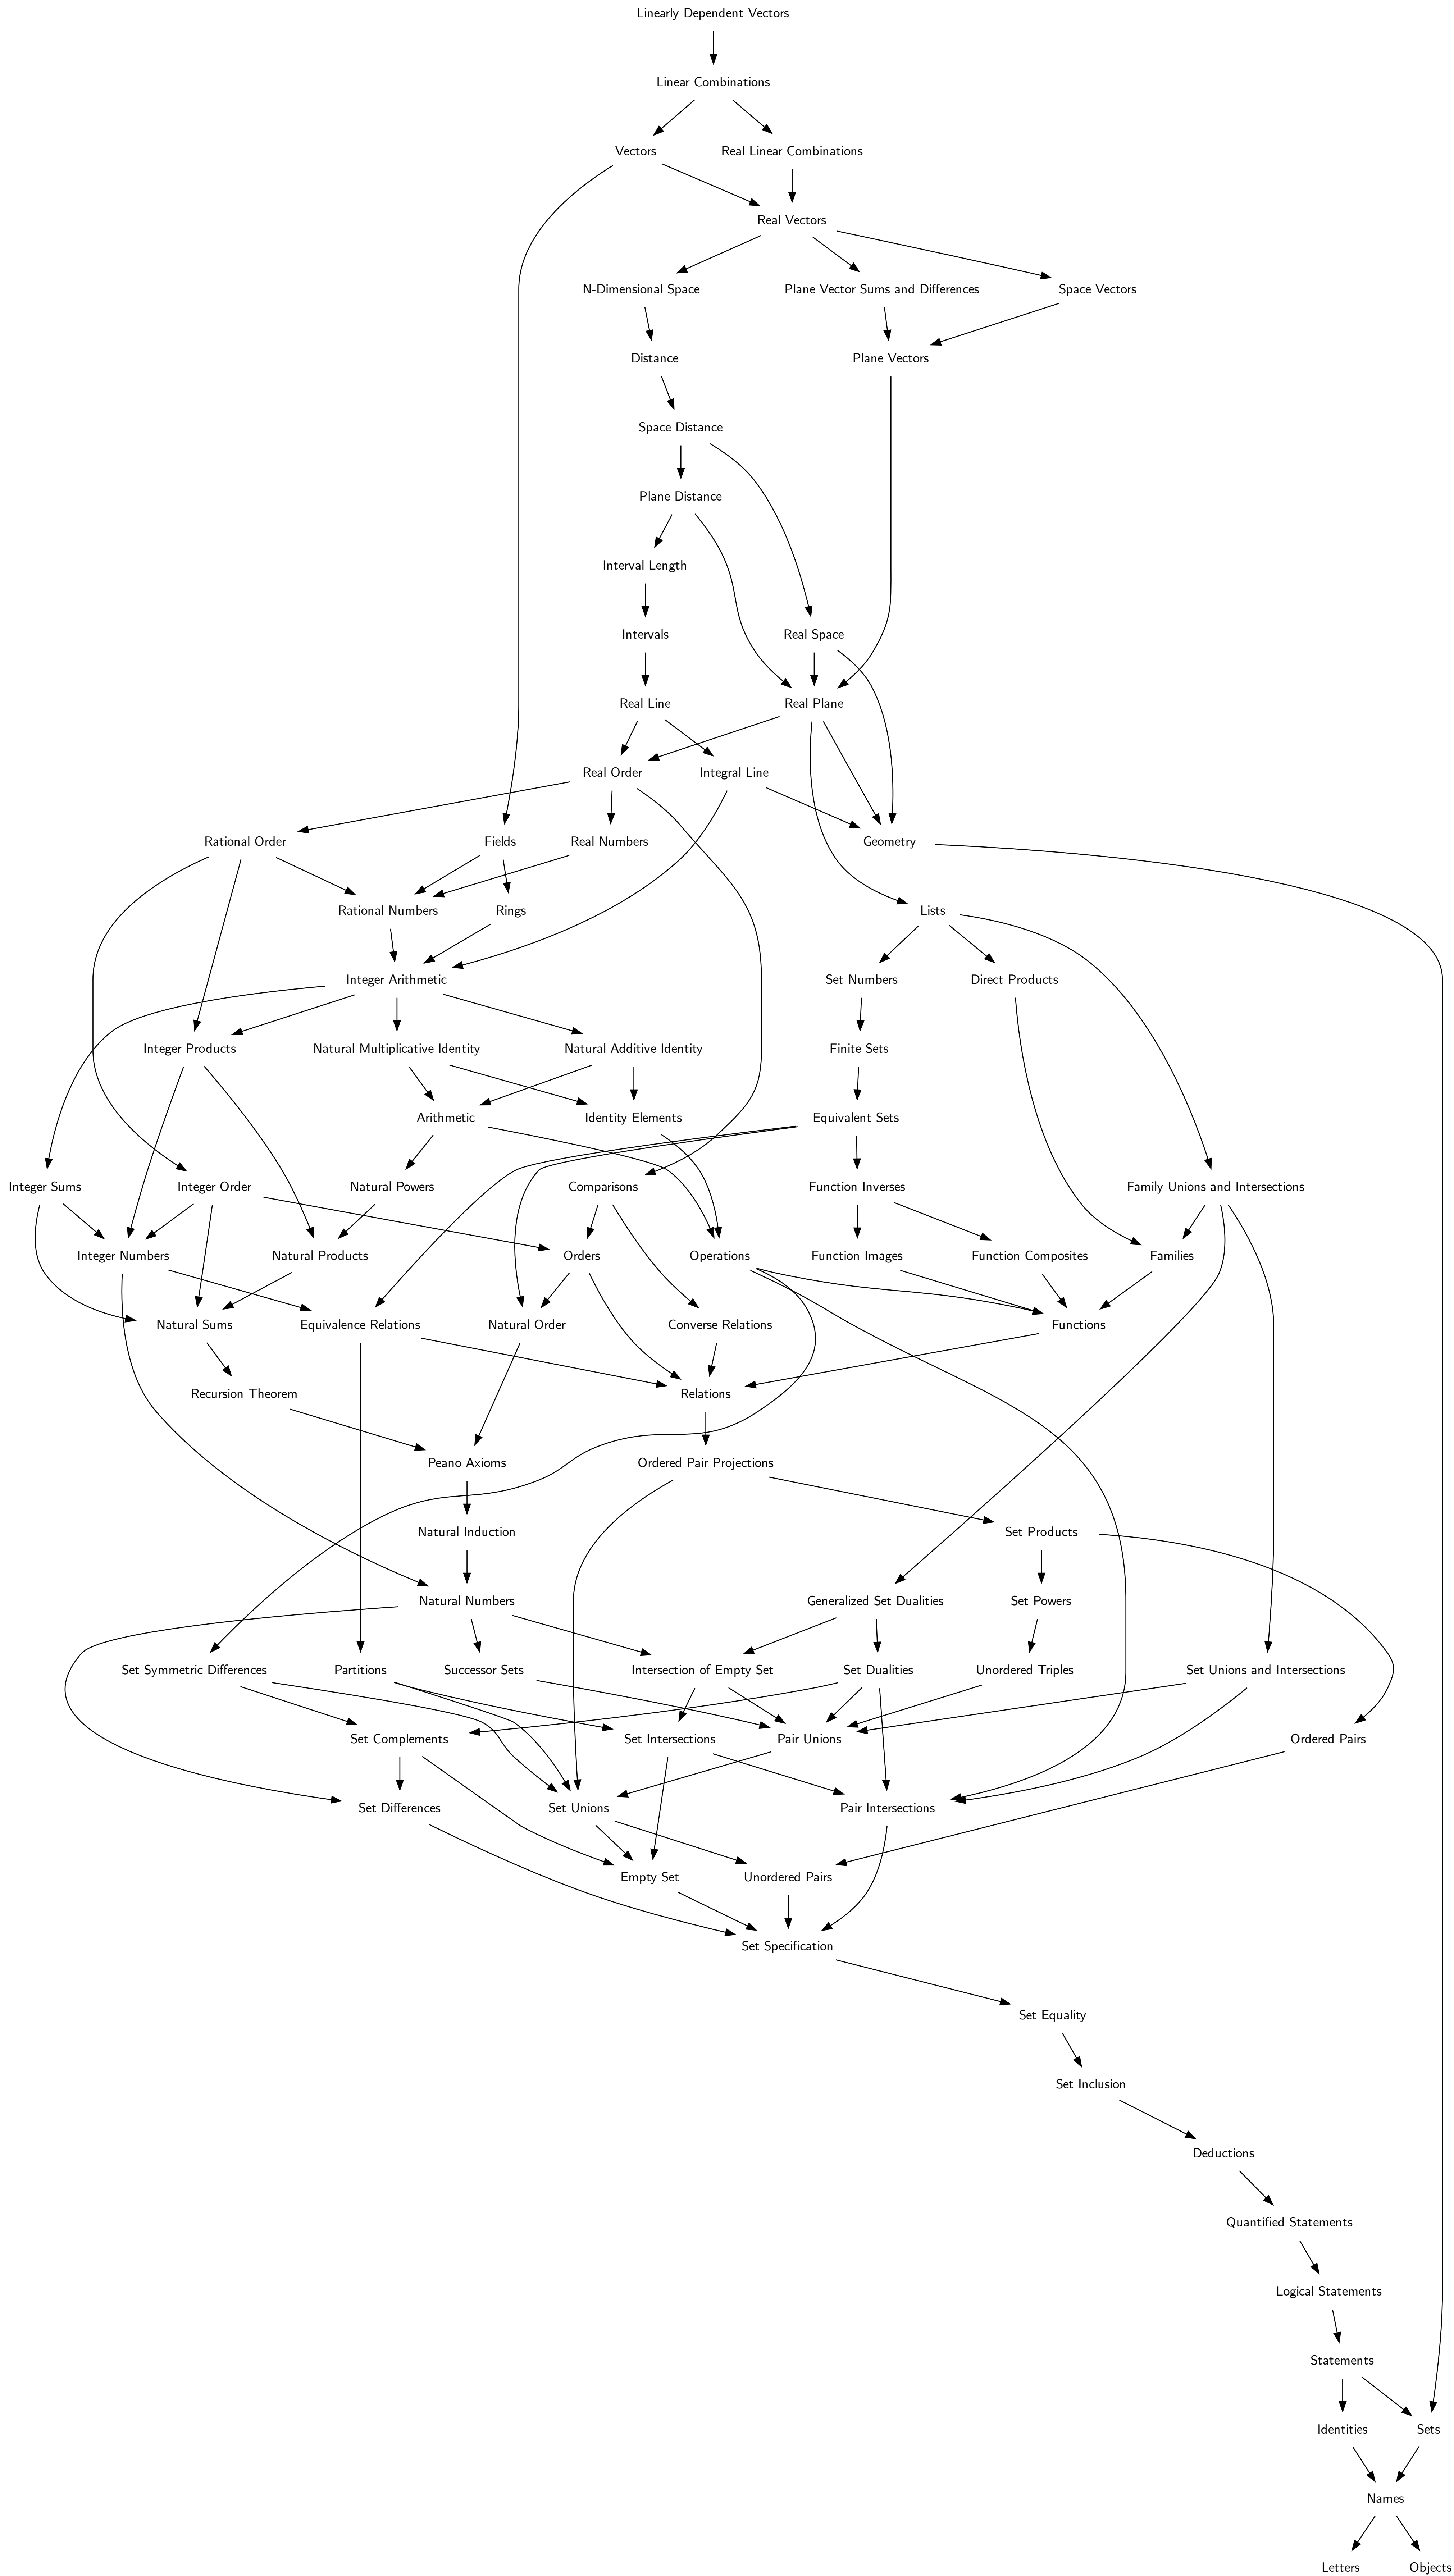 Linearly Dependent Vectors
Linear Combinations
Vectors
Real Linear Combinations
Real Vectors
N-Dimensional Space
Plane Vector Sums and Differences
Space Vectors
Distance
Plane Vectors
Space Distance
Plane Distance
Interval Length
Intervals
Real Space
Real Line
Real Plane
Real Order
Integral Line
Rational Order
Fields
Real Numbers
Geometry
Rational Numbers
Rings
Lists
Integer Arithmetic
Set Numbers
Direct Products
Integer Products
Natural Multiplicative Identity
Natural Additive Identity
Finite Sets
Arithmetic
Identity Elements
Equivalent Sets
Integer Sums
Integer Order
Natural Powers
Comparisons
Function Inverses
Family Unions and Intersections
Integer Numbers
Natural Products
Orders
Operations
Function Images
Function Composites
Families
Natural Sums
Equivalence Relations
Natural Order
Converse Relations
Functions
Recursion Theorem
Relations
Peano Axioms
Ordered Pair Projections
Natural Induction
Set Products
Natural Numbers
Generalized Set Dualities
Set Powers
Set Symmetric Differences
Partitions
Successor Sets
Intersection of Empty Set
Set Dualities
Unordered Triples
Set Unions and Intersections
Set Complements
Set Intersections
Pair Unions
Ordered Pairs
Set Differences
Set Unions
Pair Intersections
Empty Set
Unordered Pairs
Set Specification
Set Equality
Set Inclusion
Deductions
Quantified Statements
Logical Statements
Statements
Identities
Sets
Names
Letters
Objects